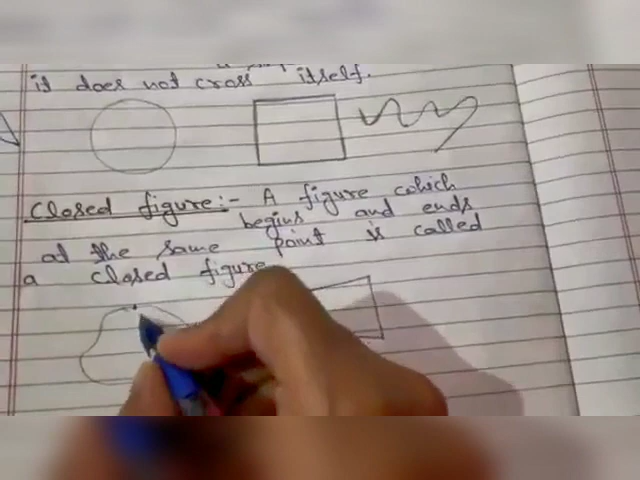 it does not cross itself.
Closed figure:- A figure which
begins and ends
at the same point is called
a closed figure